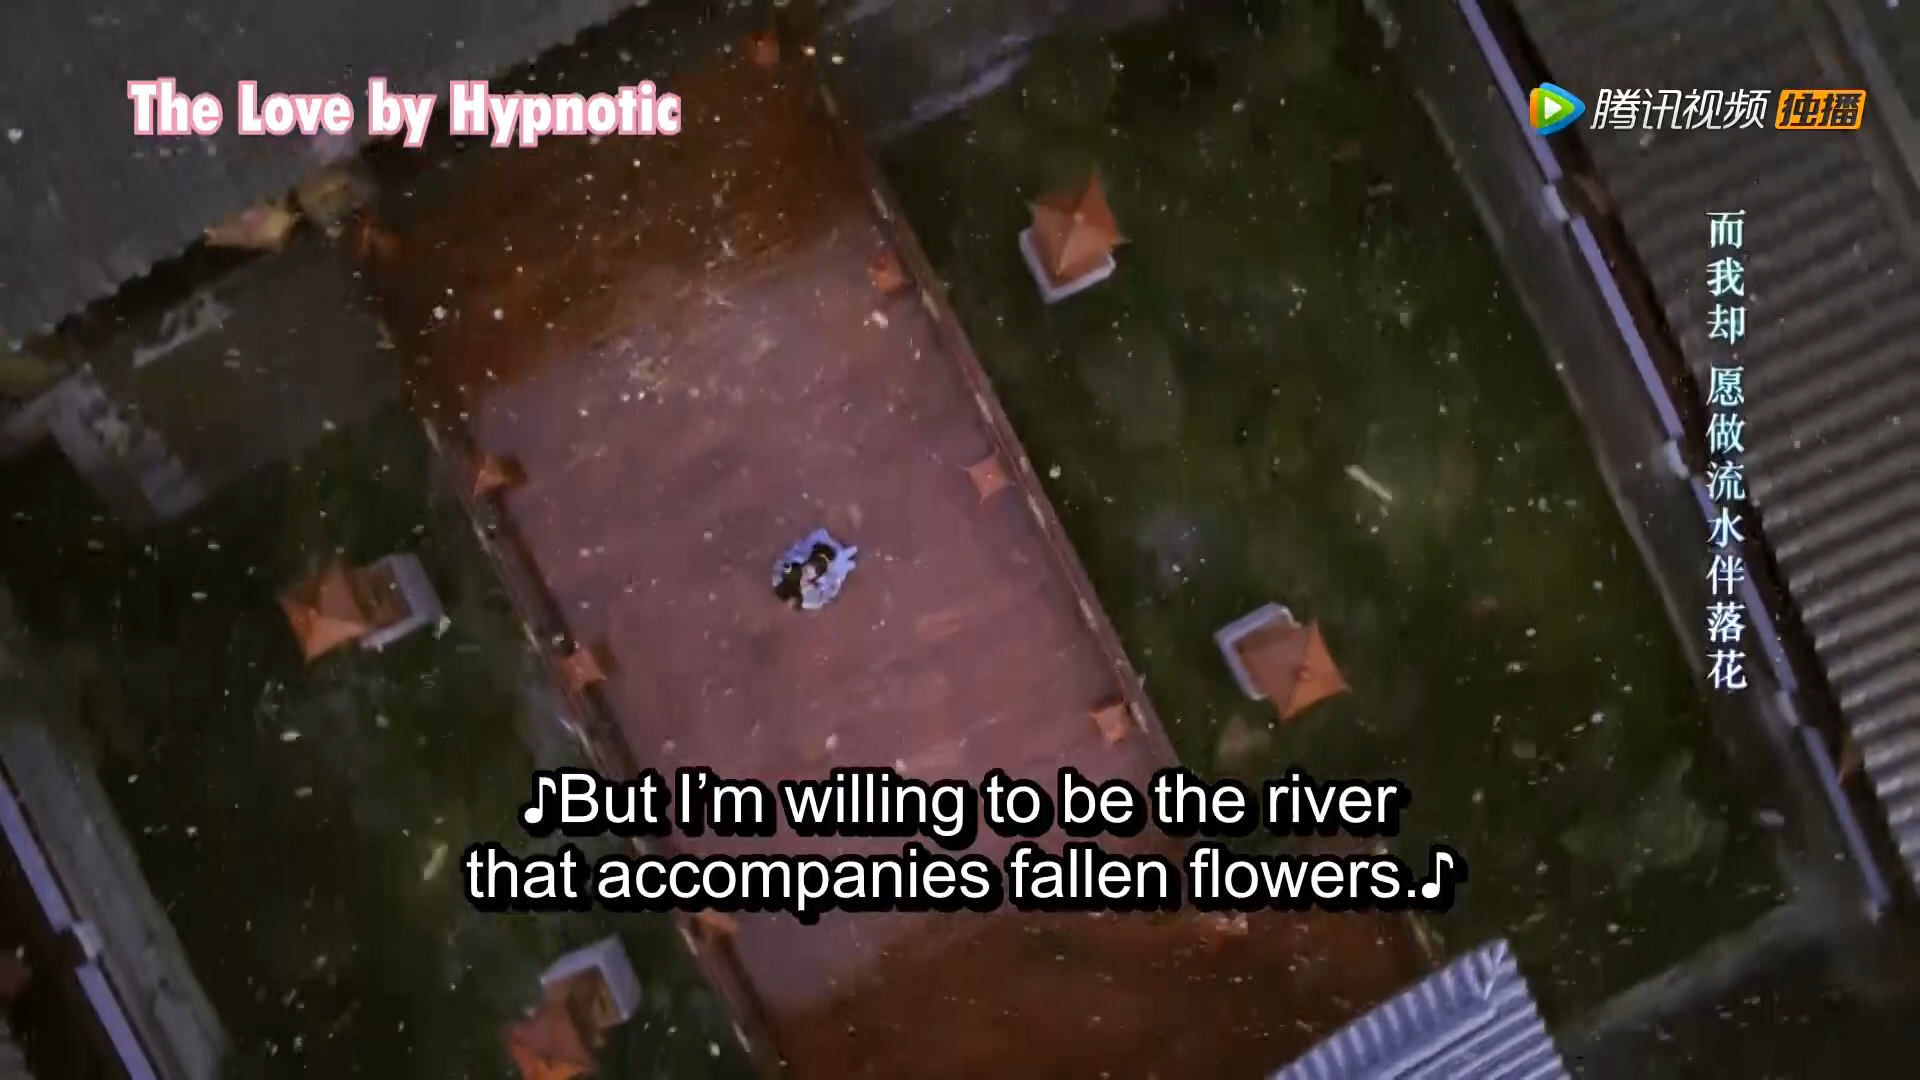 The Love by Hypnotic
腾讯视频 独播
而我却 愿做流水伴落花
♪But I'm willing to be the river
that accompanies fallen flowers.♪